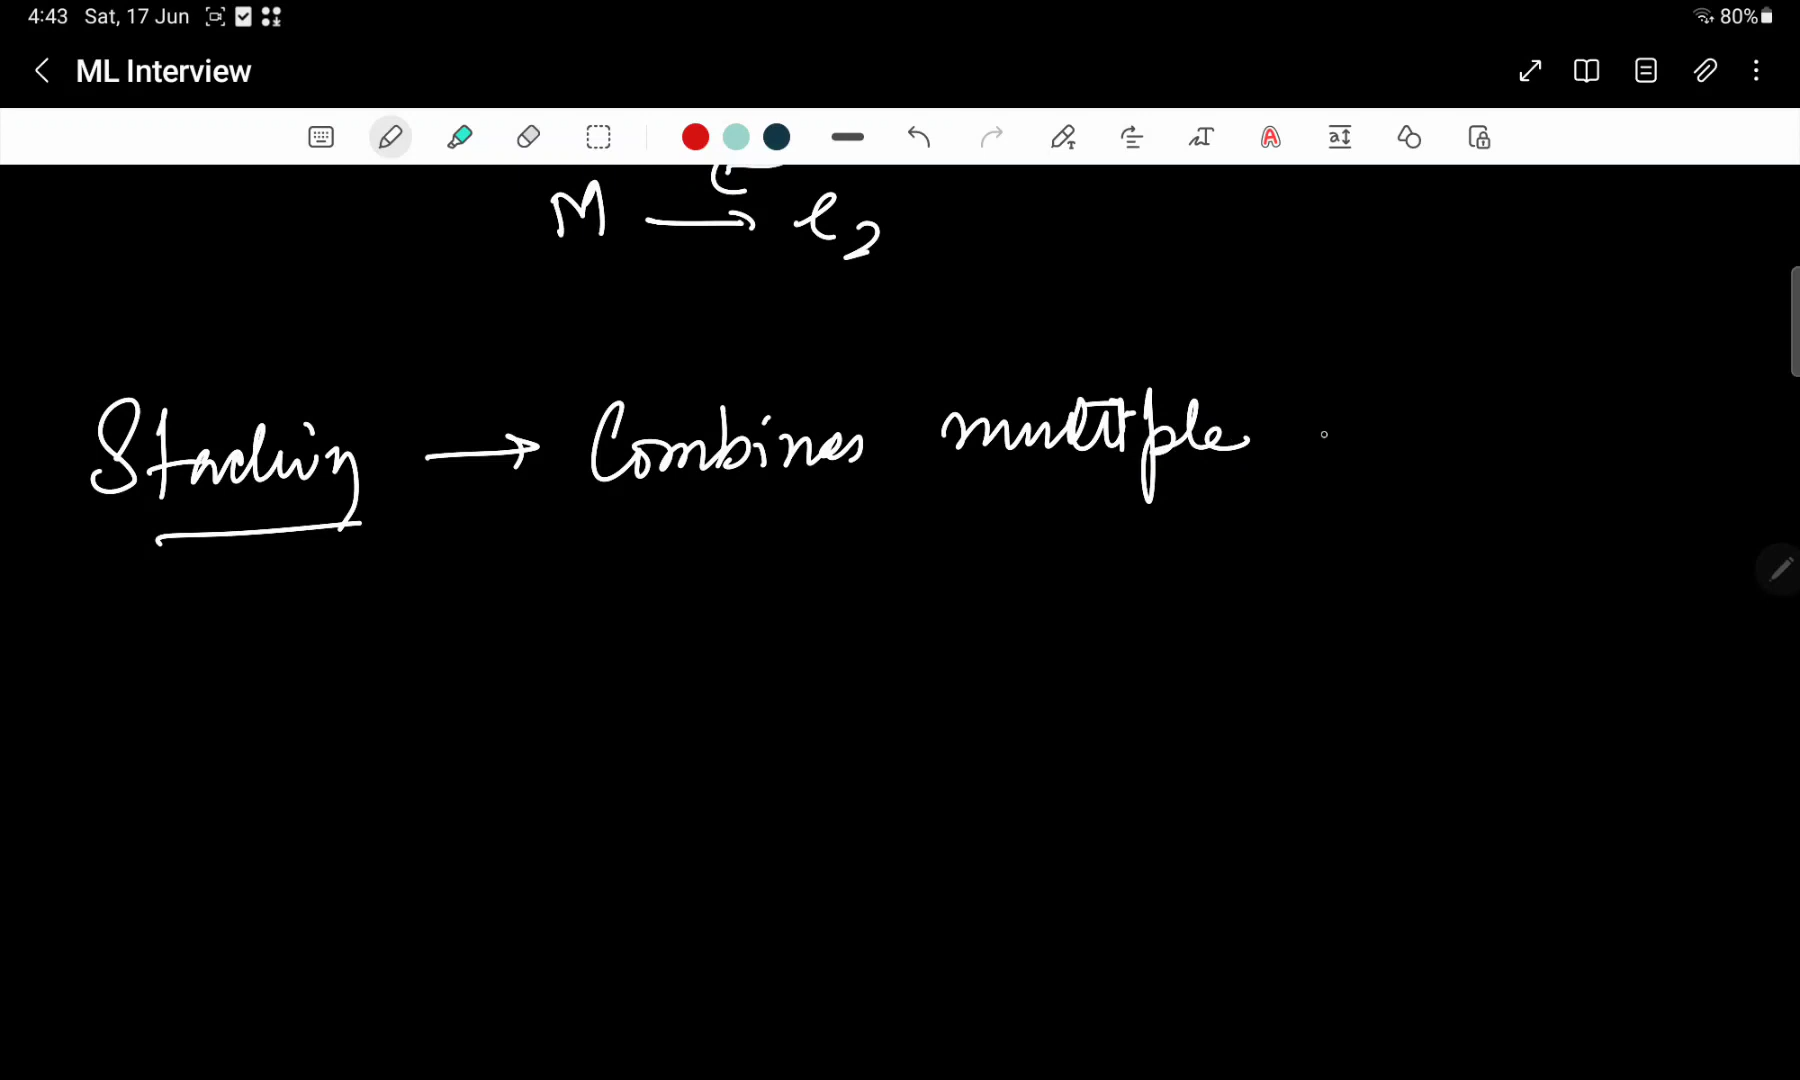 4:43 Sat, 17 Jun 80%
ML Interview
M → e2
Stacking → Combines multiple